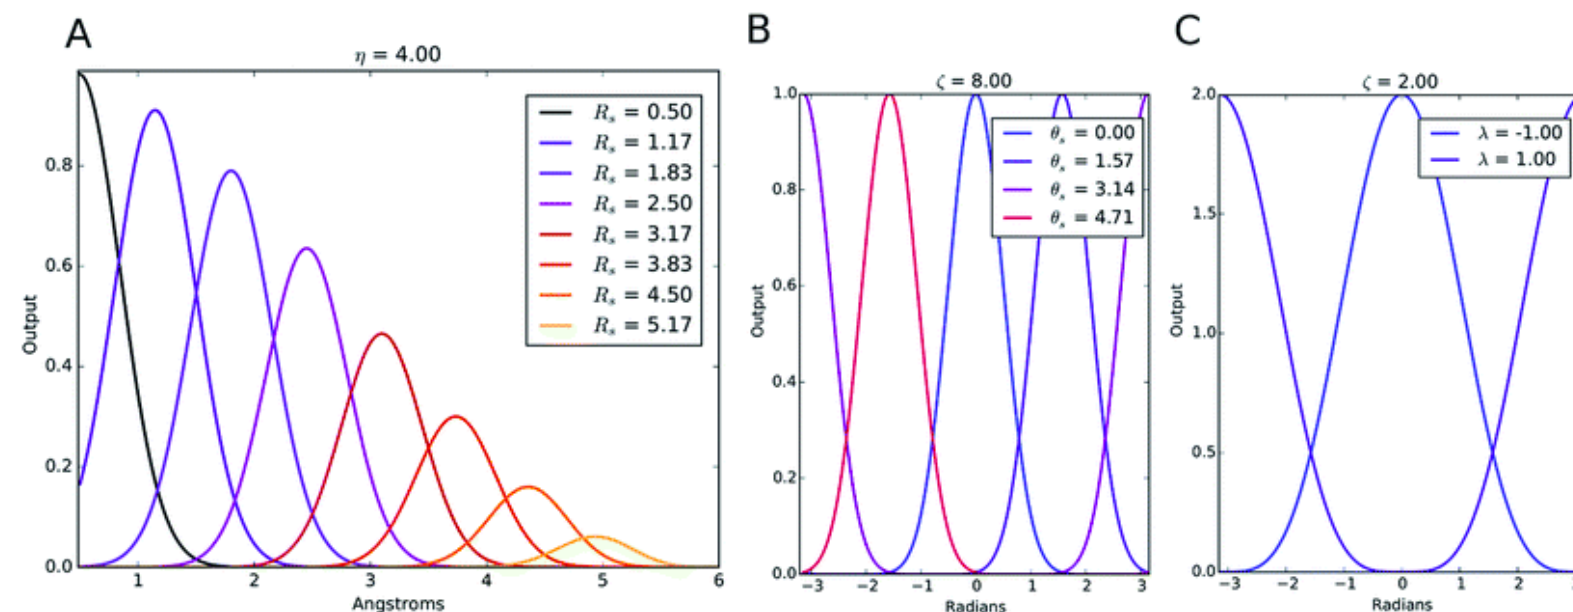 A
η = 4.00
R_s = 0.50
R_s = 1.17
R_s = 1.83
R_s = 2.50
R_s = 3.17
R_s = 3.83
R_s = 4.50
R_s = 5.17
Output
0.8
0.6
0.4
0.2
0.0
1 2 3 4 5 6
Angstroms
B
ζ = 8.00
θ_s = 0.00
θ_s = 1.57
θ_s = 3.14
θ_s = 4.71
Output
1.0
0.8
0.6
0.4
0.2
0.0
−3 −2 −1 0 1 2 3
Radians
C
ζ = 2.00
λ = -1.00
λ = 1.00
Output
2.0
1.5
1.0
0.5
0.0
−3 −2 −1 0 1 2 3
Radians